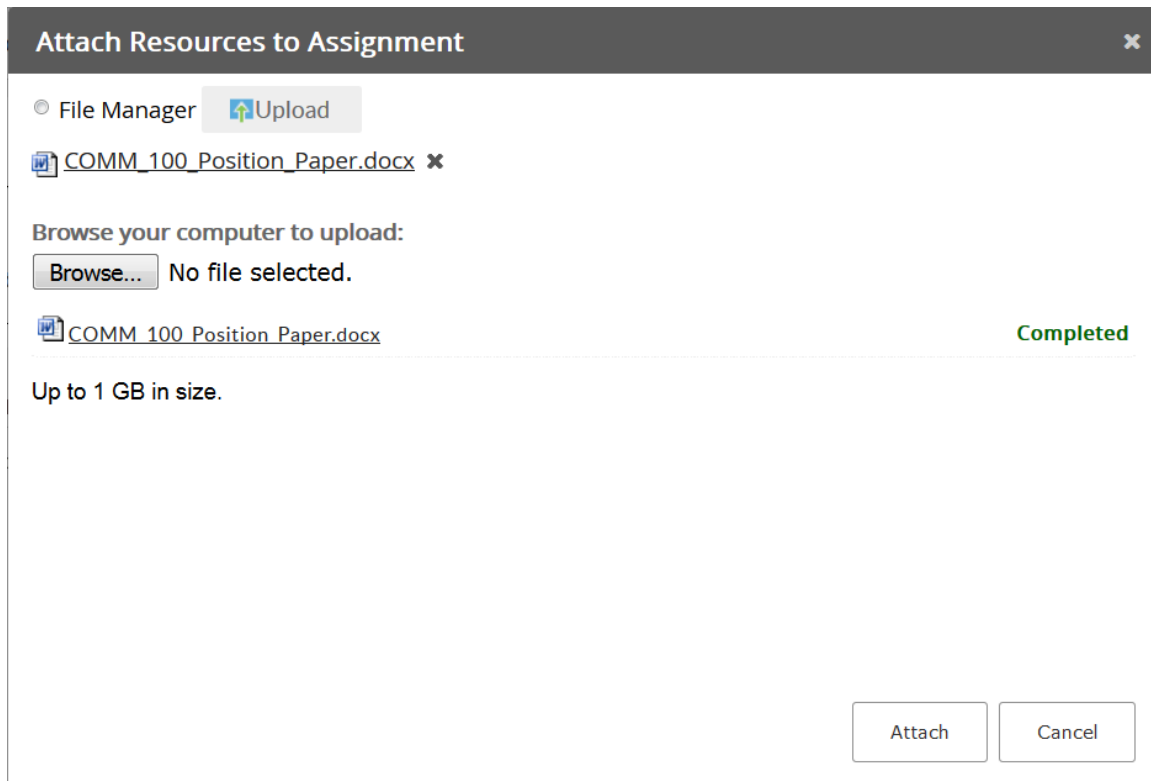 Attach Resources to Assignment
File Manager Upload
COMM_100_Position_Paper.docx
Browse your computer to upload:
Browse... No file selected.
COMM_100_Position_Paper.docx Completed
Up to 1 GB in size.
Attach Cancel